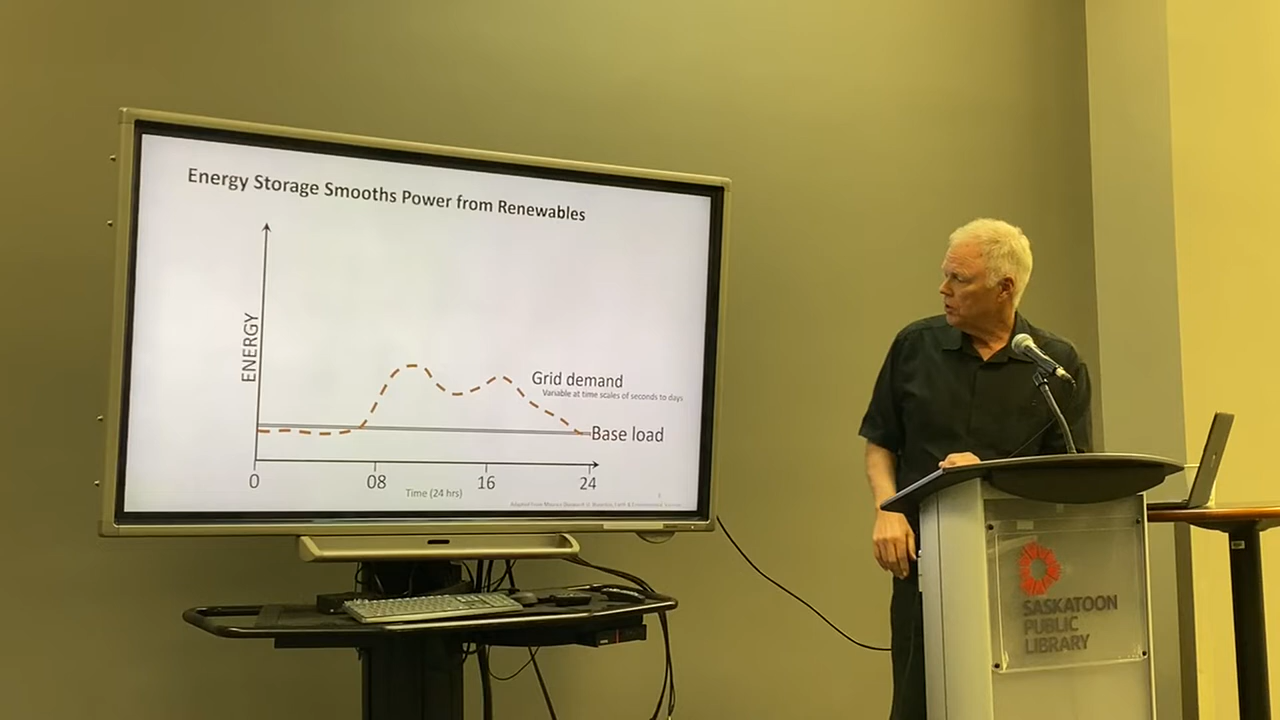 Energy Storage Smooths Power from Renewables
ENERGY
Grid demand
Variable at time scales of seconds to days
Base load
0 08 16 24
Time (24 hrs)
SASKATOON
PUBLIC
LIBRARY